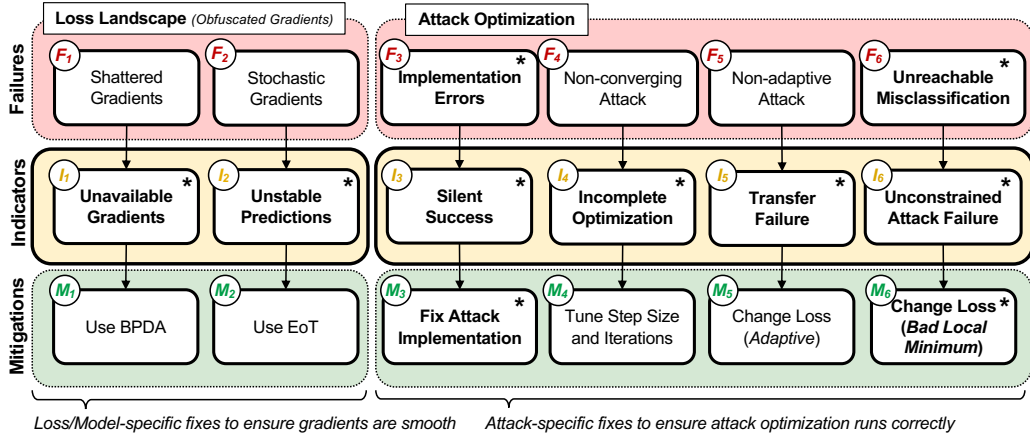 Loss Landscape (Obfuscated Gradients)
Attack Optimization
Failures
F1
Shattered
Gradients
F2
Stochastic
Gradients
F3
Implementation *
Errors
F4
Non-converging
Attack
F5
Non-adaptive
Attack
F6
Unreachable *
Misclassification
Indicators
I1
Unavailable *
Gradients
I2
Unstable *
Predictions
I3
Silent *
Success
I4
Incomplete *
Optimization
I5
Transfer *
Failure
I6
Unconstrained *
Attack Failure
Mitigations
M1
Use BPDA
M2
Use EoT
M3
Fix Attack *
Implementation
M4
Tune Step Size
and Iterations
M5
Change Loss
(Adaptive)
M6
Change Loss *
(Bad Local
Minimum)
Loss/Model-specific fixes to ensure gradients are smooth
Attack-specific fixes to ensure attack optimization runs correctly